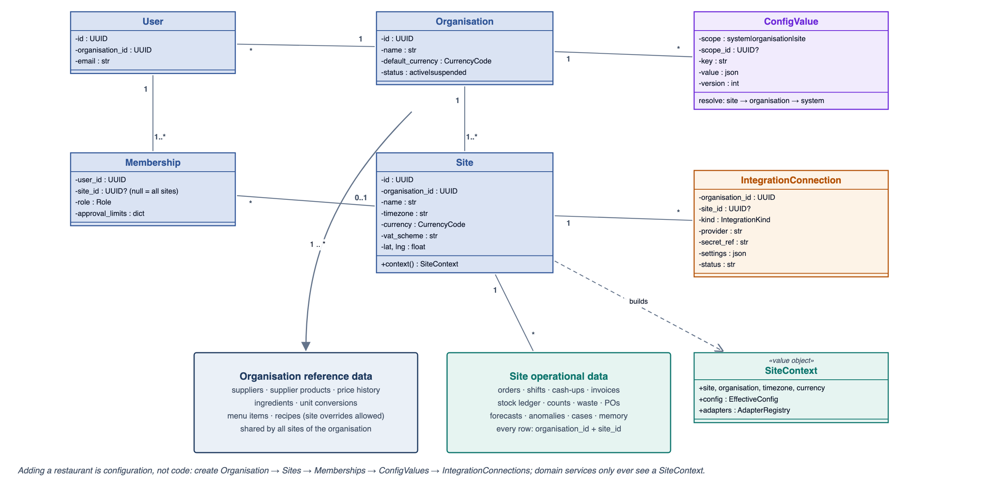 User
-id : UUID
-organisation_id : UUID
-email : str
1
*
Organisation
-id : UUID
-name : str
-default_currency : CurrencyCode
-status : active|suspended
1
*
ConfigValue
-scope : system|organisation|site
-scope_id : UUID?
-key : str
-value : json
-version : int
resolve: site → organisation → system
1
1..*
1
1..*
Membership
-user_id : UUID
-site_id : UUID? (null = all sites)
-role : Role
-approval_limits : dict
*
0..1
Site
-id : UUID
-organisation_id : UUID
-name : str
-timezone : str
-currency : CurrencyCode
-vat_scheme : str
-lat, lng : float
+context() : SiteContext
1
*
IntegrationConnection
-organisation_id : UUID
-site_id : UUID?
-kind : IntegrationKind
-provider : str
-secret_ref : str
-settings : json
-status : str
1 .. *
1
*
builds
Organisation reference data
suppliers · supplier products · price history
ingredients · unit conversions
menu items · recipes (site overrides allowed)
shared by all sites of the organisation
Site operational data
orders · shifts · cash-ups · invoices
stock ledger · counts · waste · POs
forecasts · anomalies · cases · memory
every row: organisation_id + site_id
«value object»
SiteContext
+site, organisation, timezone, currency
+config : EffectiveConfig
+adapters : AdapterRegistry
Adding a restaurant is configuration, not code: create Organisation → Sites → Memberships → ConfigValues → IntegrationConnections; domain services only ever see a SiteContext.